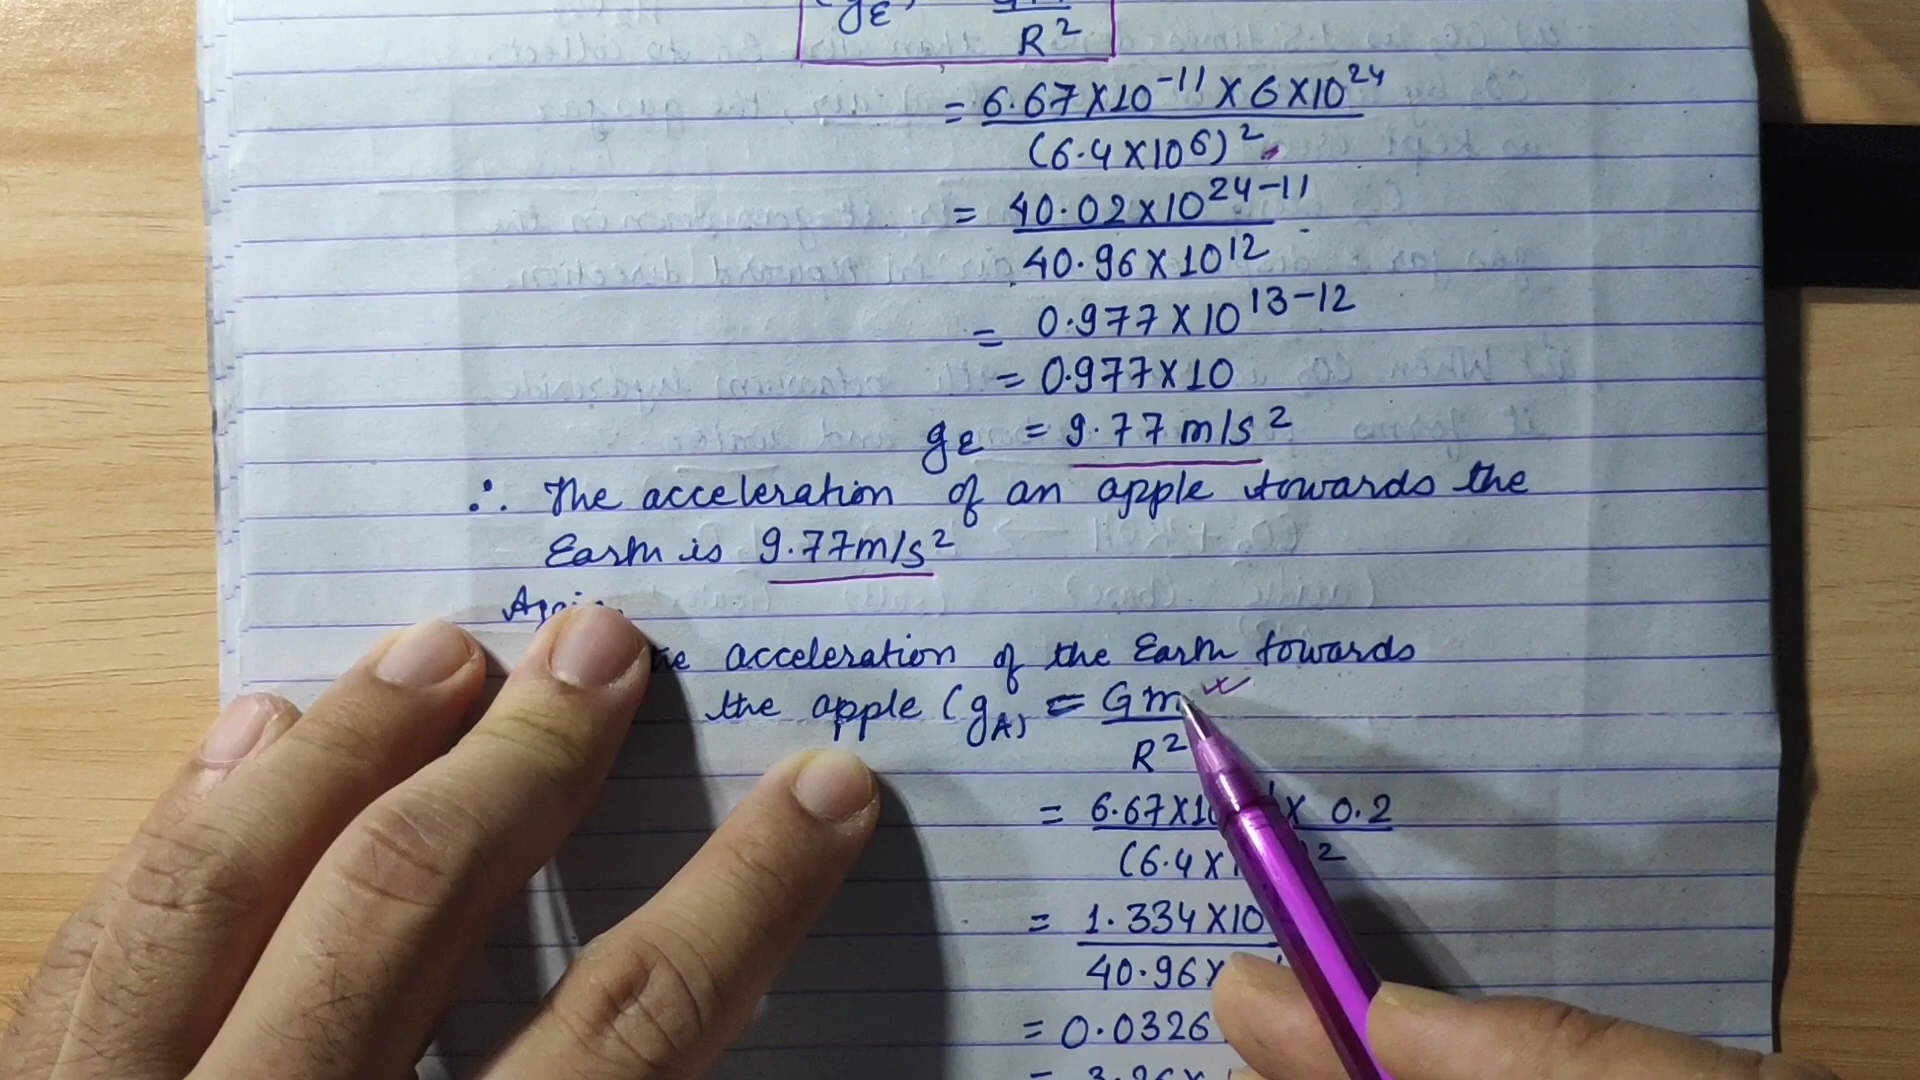 R²
= 6.67×10⁻¹¹ × 6×10²⁴
(6.4×10⁶)²
= 40.02×10²⁴⁻¹¹
40.96×10¹²
= 0.977×10¹³⁻¹²
= 0.977×10
gE = 9.77 m/s²
∴ The acceleration of an apple towards the
Earth is 9.77m/s²
acceleration of the Earth towards
the apple (gA) = Gm
R²
= 6.67×1 × 0.2
(6.4× )²
= 1.334×10
40.96×
= 0.0326